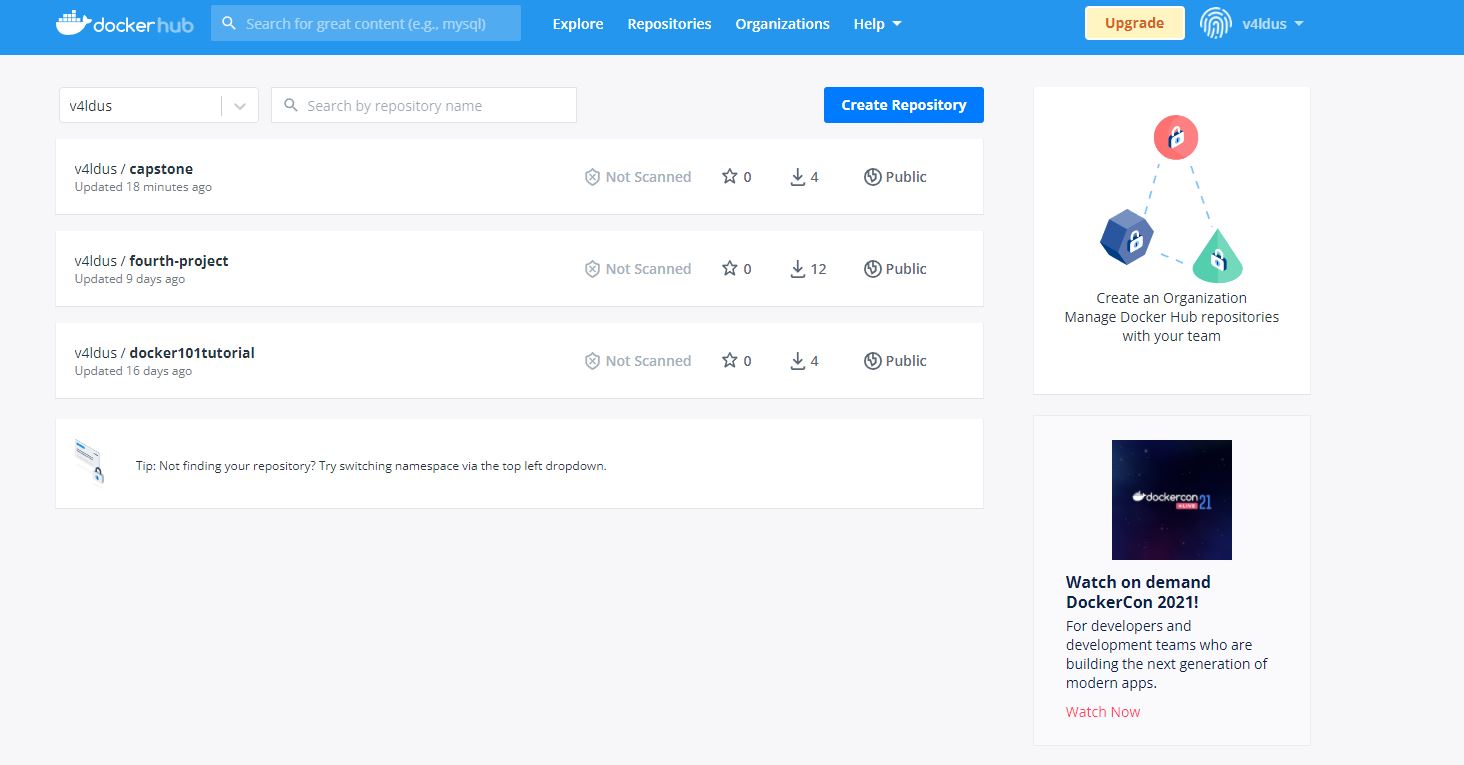 docker hub
Search for great content (e.g., mysql)
Explore
Repositories
Organizations
Help
Upgrade
v4ldus
v4ldus
Search by repository name
Create Repository
v4ldus / capstone
Updated 18 minutes ago
Not Scanned
0
4
Public
v4ldus / fourth-project
Updated 9 days ago
Not Scanned
0
12
Public
v4ldus / docker101tutorial
Updated 16 days ago
Not Scanned
0
4
Public
Tip: Not finding your repository? Try switching namespace via the top left dropdown.
Create an Organization
Manage Docker Hub repositories
with your team
dockercon
LIVE 21
Watch on demand
DockerCon 2021!
For developers and
development teams who are
building the next generation of
modern apps.
Watch Now